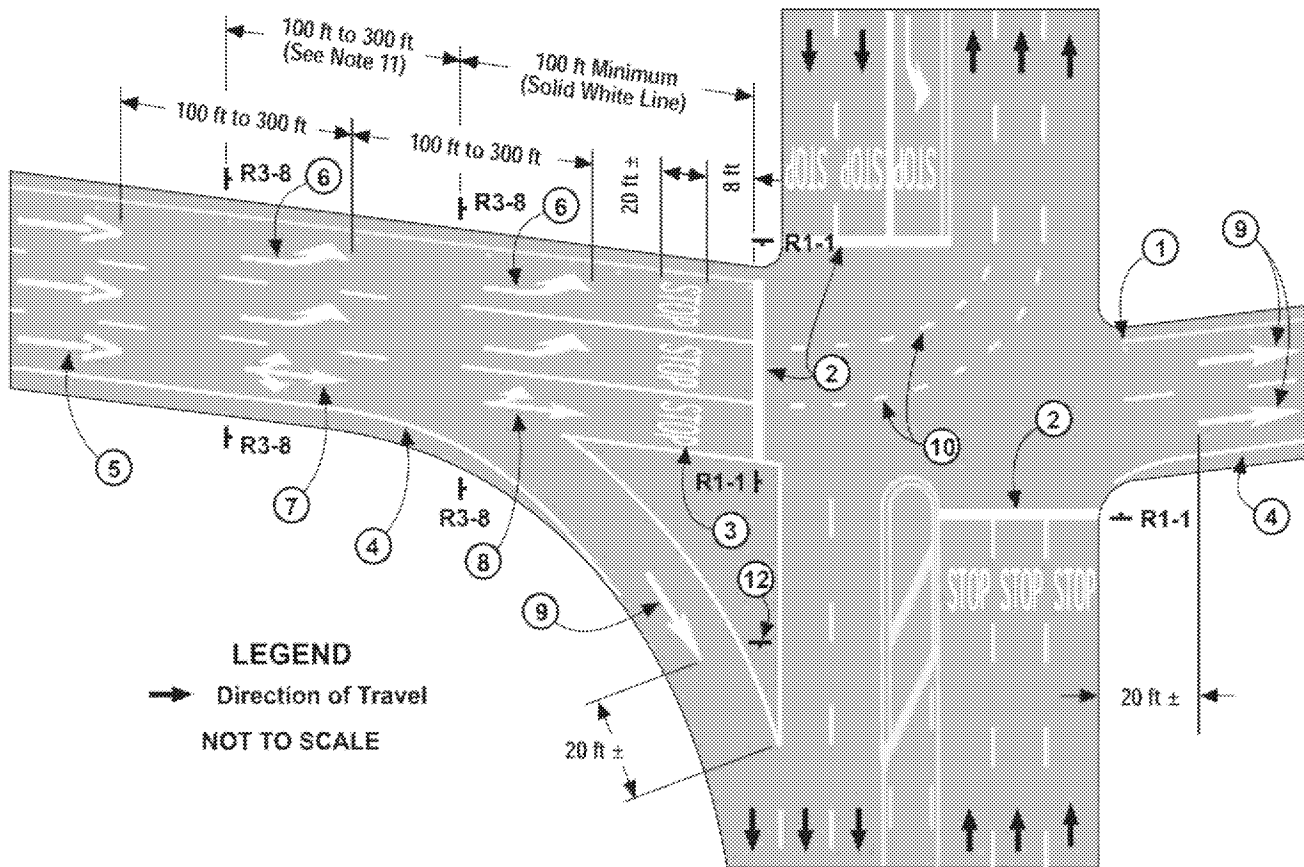 100 ft to 300 ft
(See Note 11)
100 ft Minimum
(Solid White Line)
100 ft to 300 ft
100 ft to 300 ft
20 ft ±
8 ft
STOP STOP STOP
R3-8
6
R3-8
6
R1-1
1
9
STOP
STOP
STOP
2
10
2
5
R3-8
7
4
R3-8
8
R1-1
3
R1-1
4
12
STOP STOP STOP
9
LEGEND
Direction of Travel
NOT TO SCALE
20 ft ±
20 ft ±